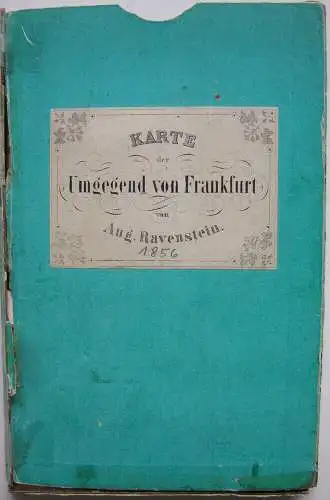 KARTE
der
Umgegend von Frankfurt
von
Aug. Ravenstein.
1856